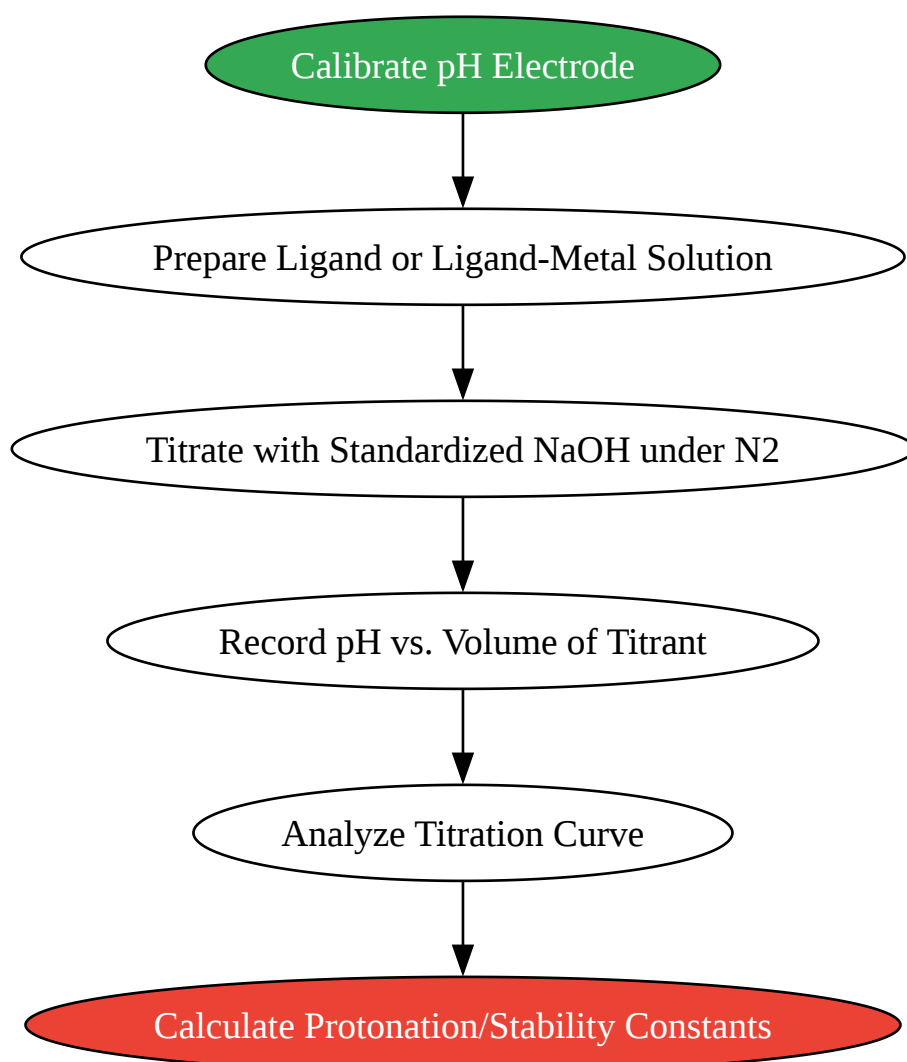 Calibrate pH Electrode
Prepare Ligand or Ligand-Metal Solution
Titrate with Standardized NaOH under N2
Record pH vs. Volume of Titrant
Analyze Titration Curve
Calculate Protonation/Stability Constants